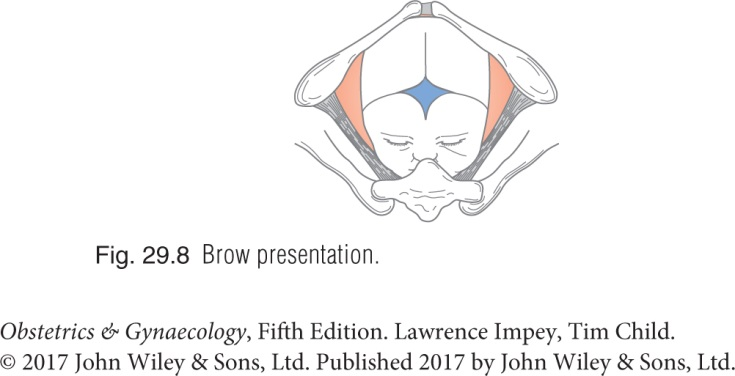 Fig. 29.8 Brow presentation.
Obstetrics & Gynaecology, Fifth Edition. Lawrence Impey, Tim Child.
© 2017 John Wiley & Sons, Ltd. Published 2017 by John Wiley & Sons, Ltd.